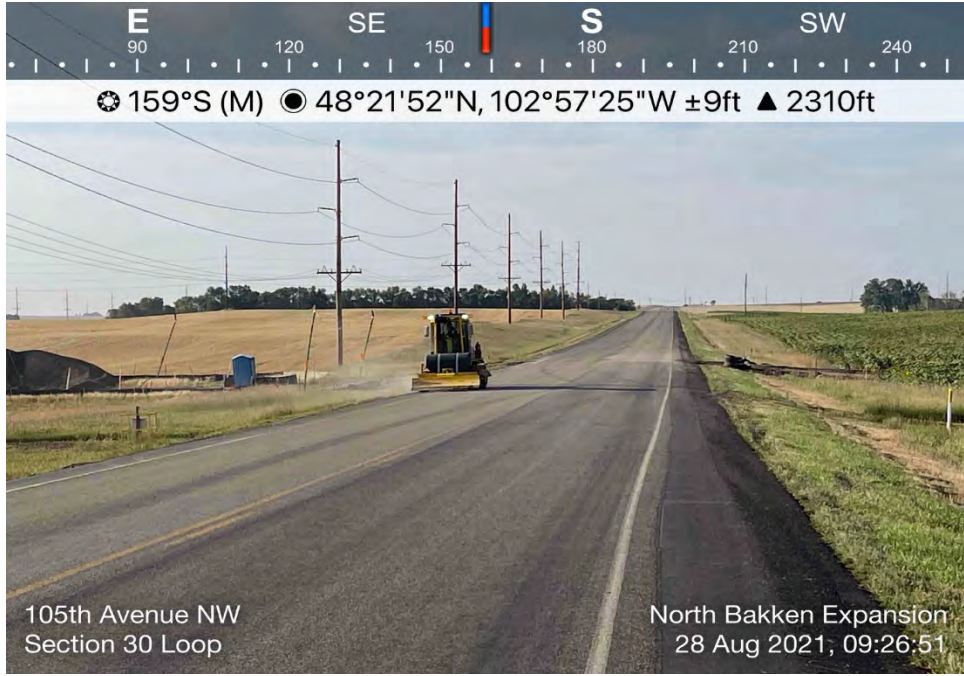 E SE S SW
90 120 150 180 210 240
159°S (M) 48°21'52"N, 102°57'25"W ±9ft ▲ 2310ft
105th Avenue NW
Section 30 Loop
North Bakken Expansion
28 Aug 2021, 09:26:51